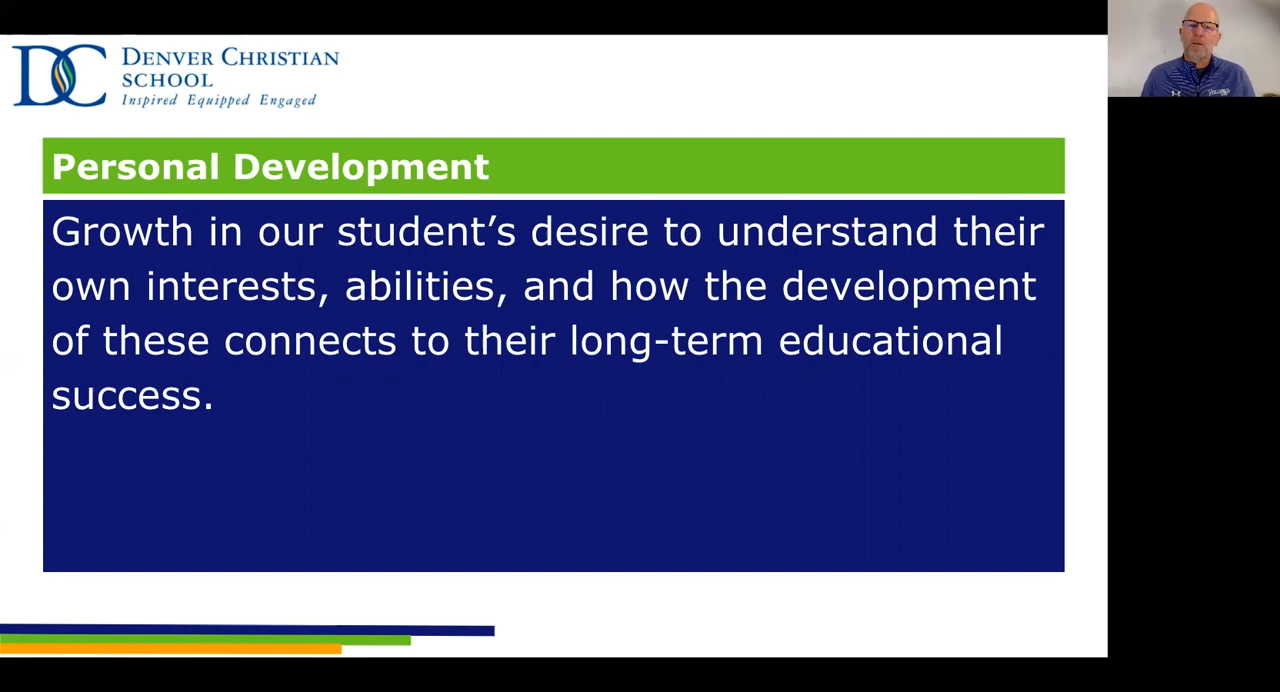 DC DENVER CHRISTIAN
SCHOOL
Inspired Equipped Engaged
Personal Development
Growth in our student’s desire to understand their
own interests, abilities, and how the development
of these connects to their long-term educational
success.